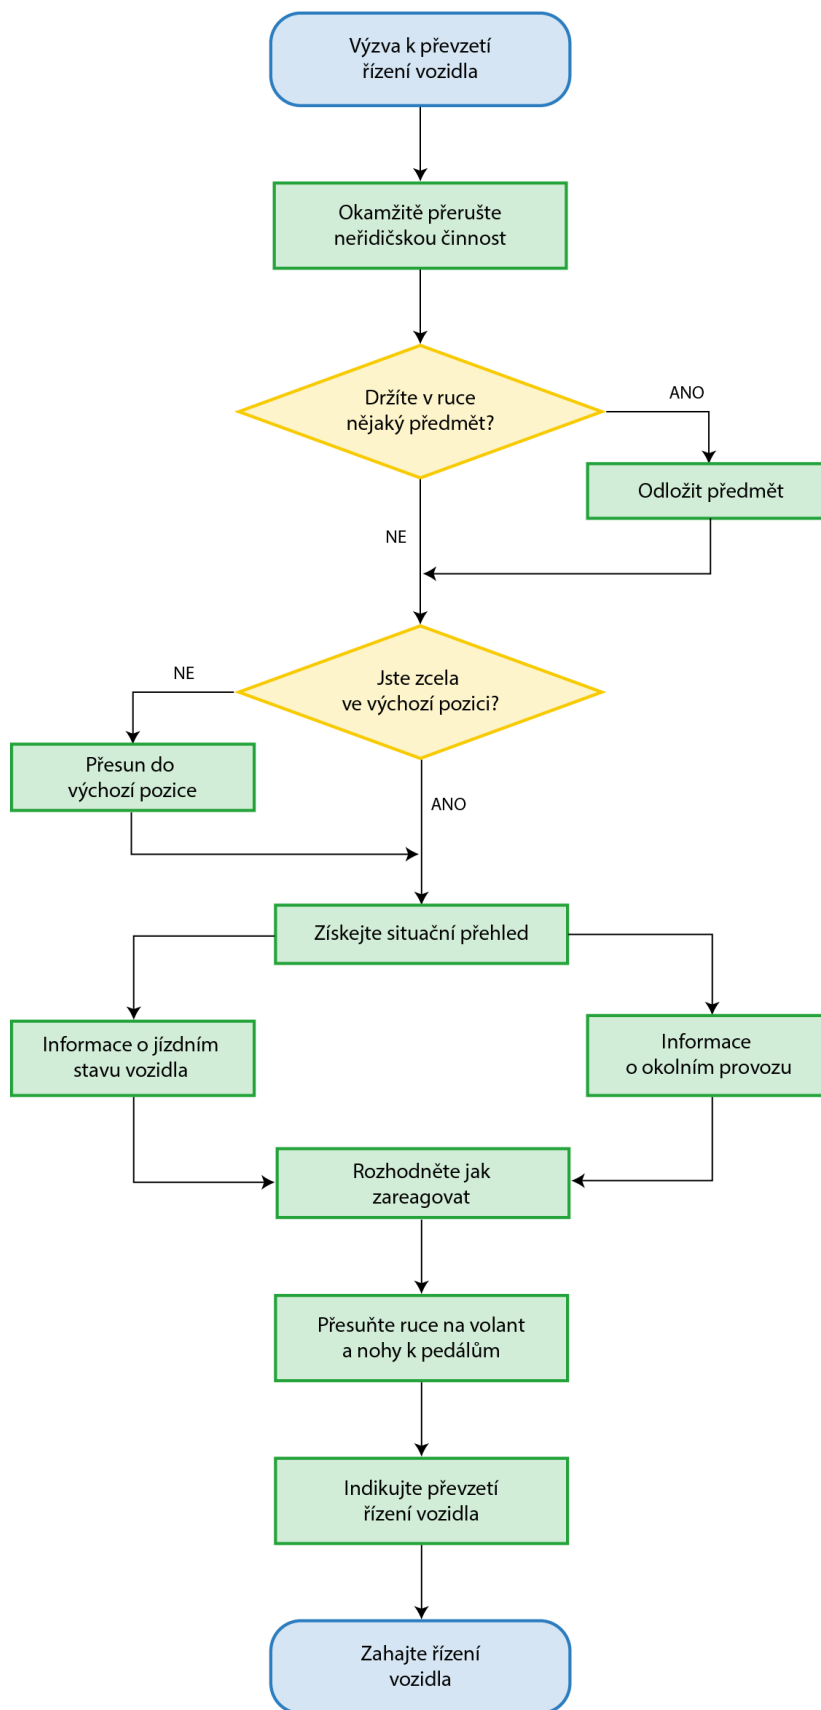 Výzva k převzetí
řízení vozidla
Okamžitě přerušte
neřidičskou činnost
Držíte v ruce
nějaký předmět?
ANO
Odložit předmět
NE
Jste zcela
ve výchozí pozici?
NE
Přesun do
výchozí pozice
ANO
Získejte situační přehled
Informace o jízdním
stavu vozidla
Informace
o okolním provozu
Rozhodněte jak
zareagovat
Přesuňte ruce na volant
a nohy k pedálům
Indikujte převzetí
řízení vozidla
Zahajte řízení
vozidla